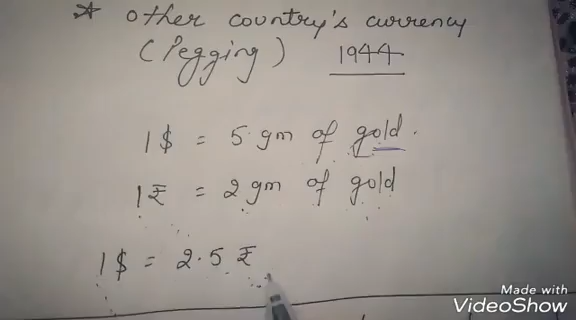 * other country's currency
(Pegging) 1944
1 $ = 5 gm of gold.
1 ₹ = 2 gm of gold
1 $ = 2.5 ₹
Made with
VideoShow